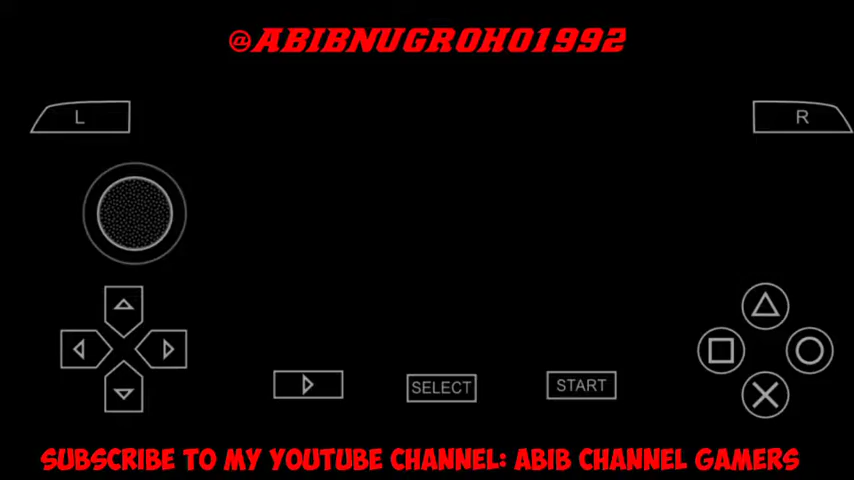 @ABIBNUGROHO1992
L
R
SELECT
START
SUBSCRIBE TO MY YOUTUBE CHANNEL: ABIB CHANNEL GAMERS